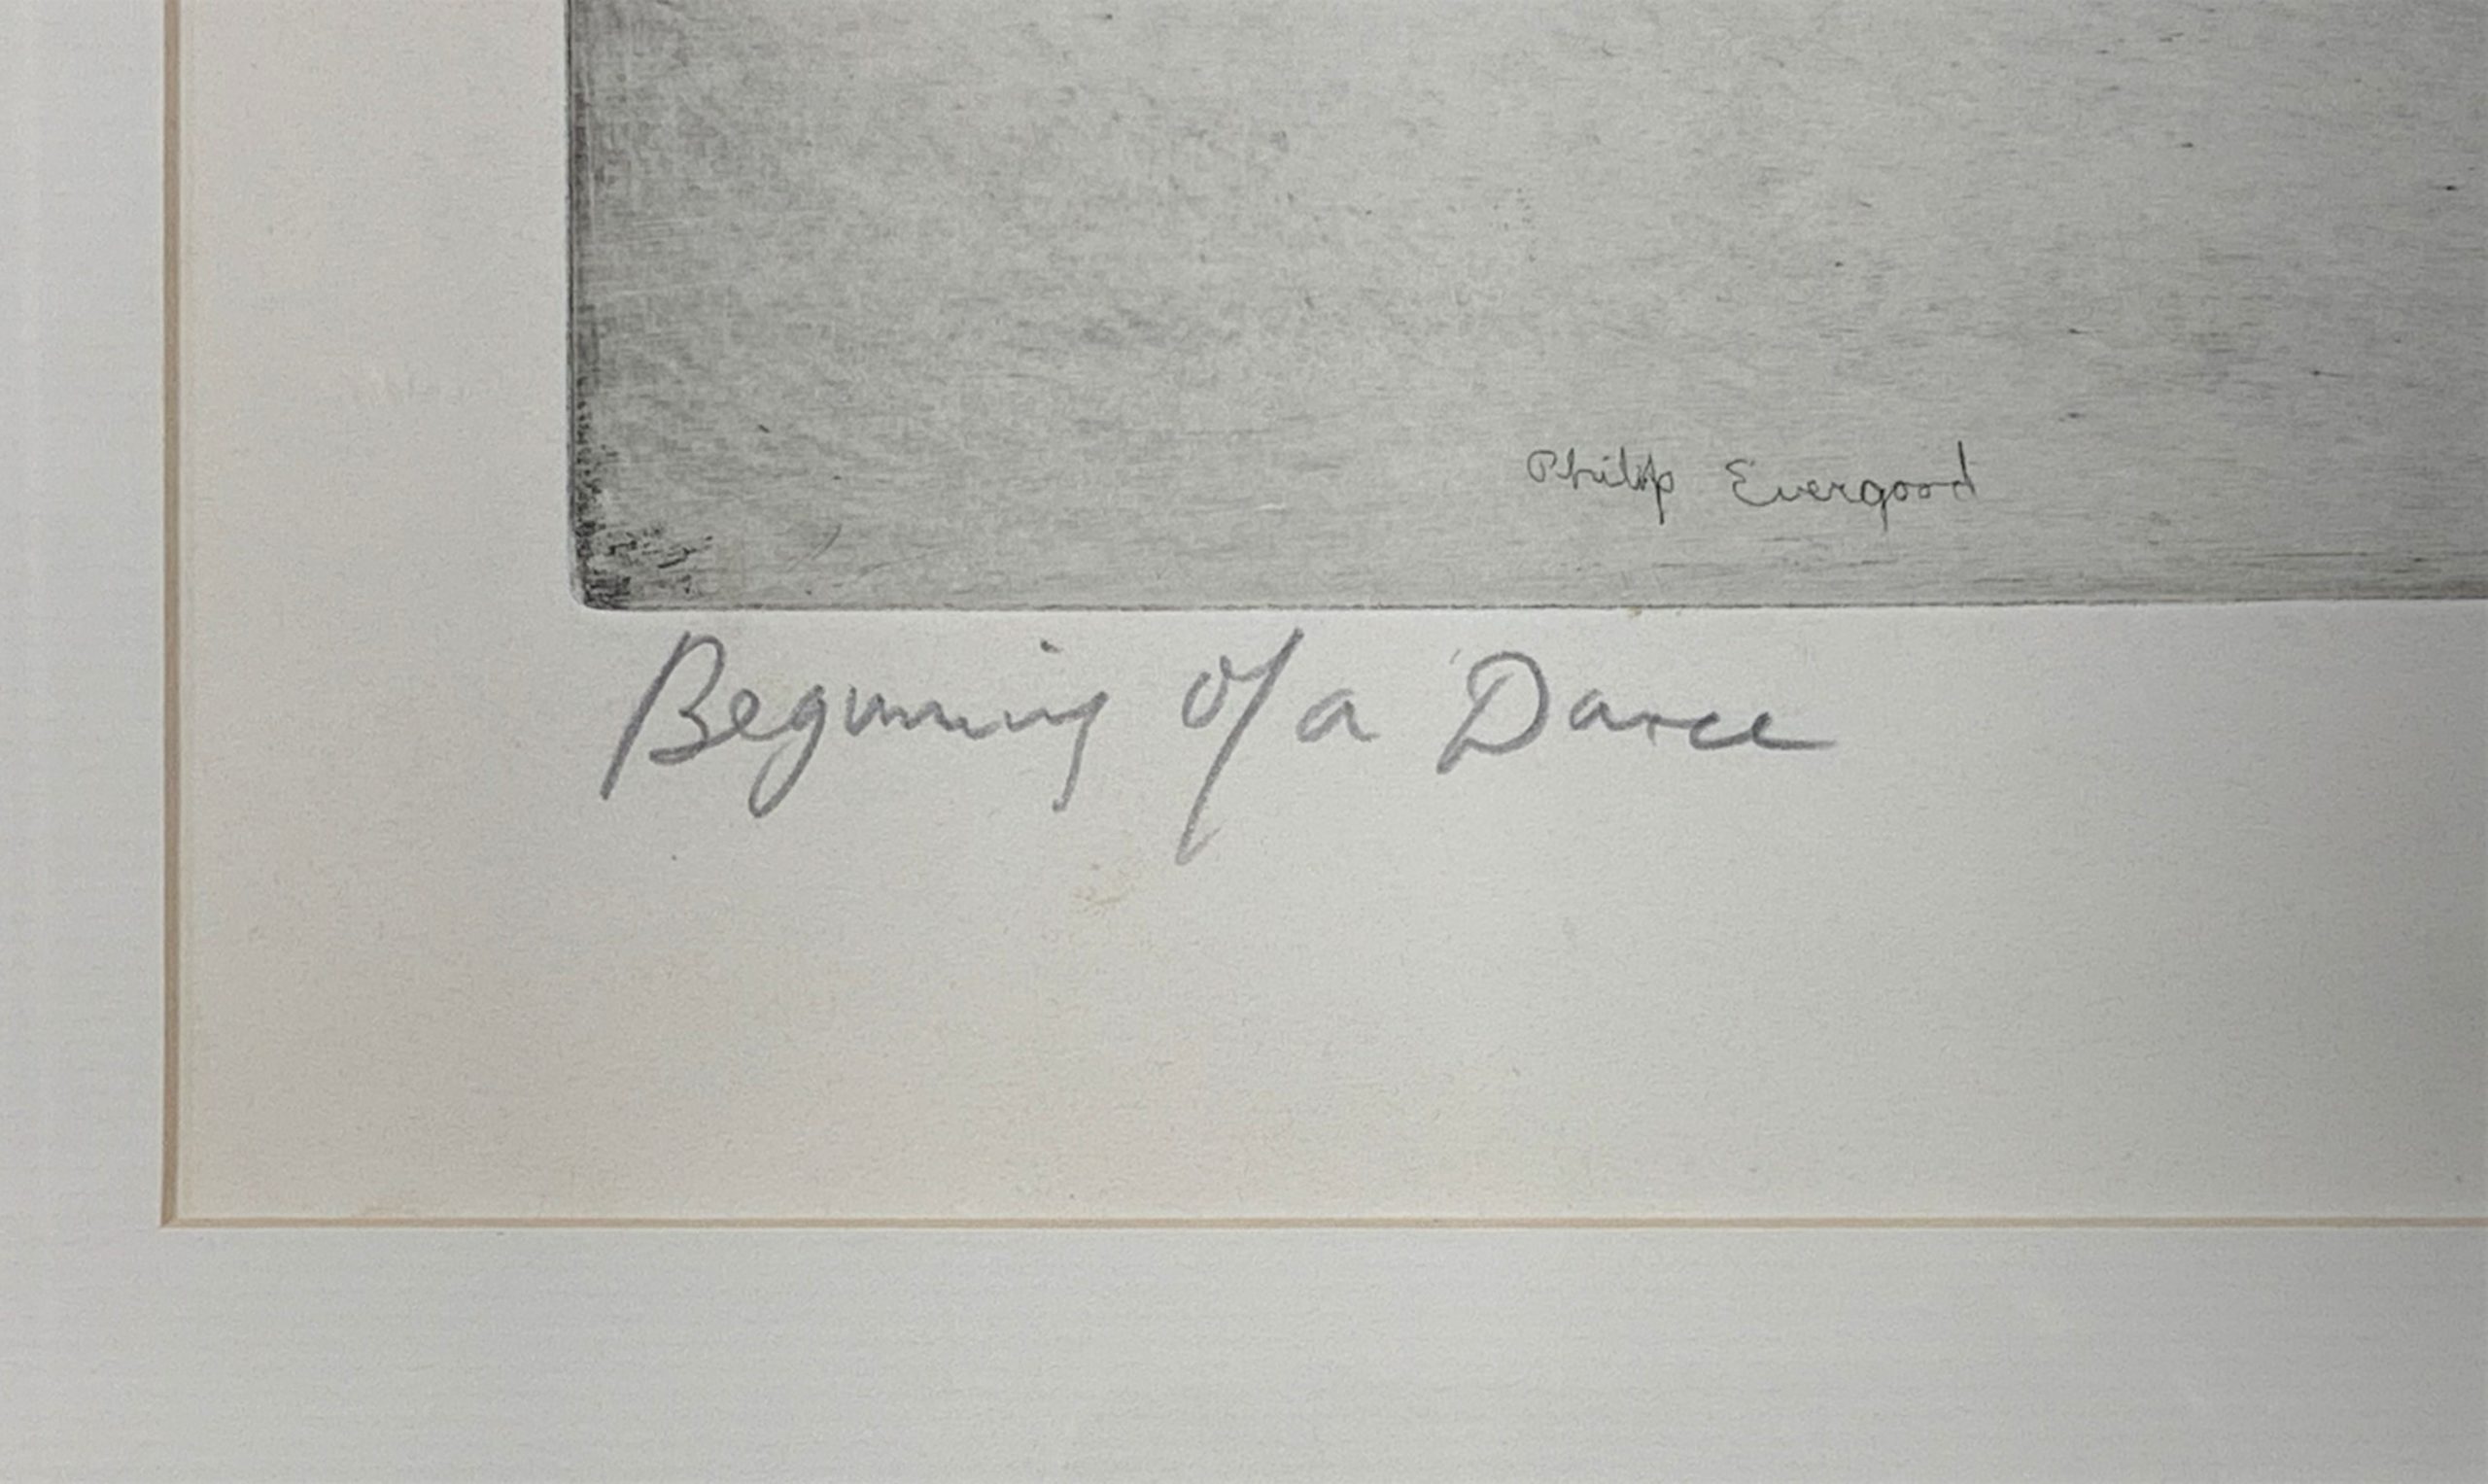 Philip Evergood
Beginning of a Dance